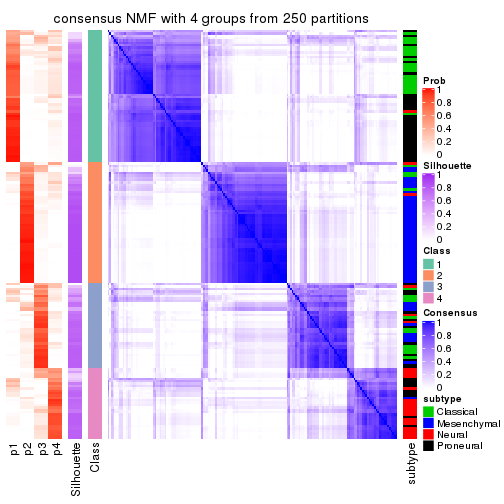 consensus NMF with 4 groups from 250 partitions
Prob
1
0.8
0.6
0.4
0.2
0
Silhouette
1
0.8
0.6
0.4
0.2
0
Class
1
2
3
4
Consensus
1
0.8
0.6
0.4
0.2
0
subtype
Classical
Mesenchymal
Neural
Proneural
p1
p2
p3
p4
Silhouette
Class
subtype